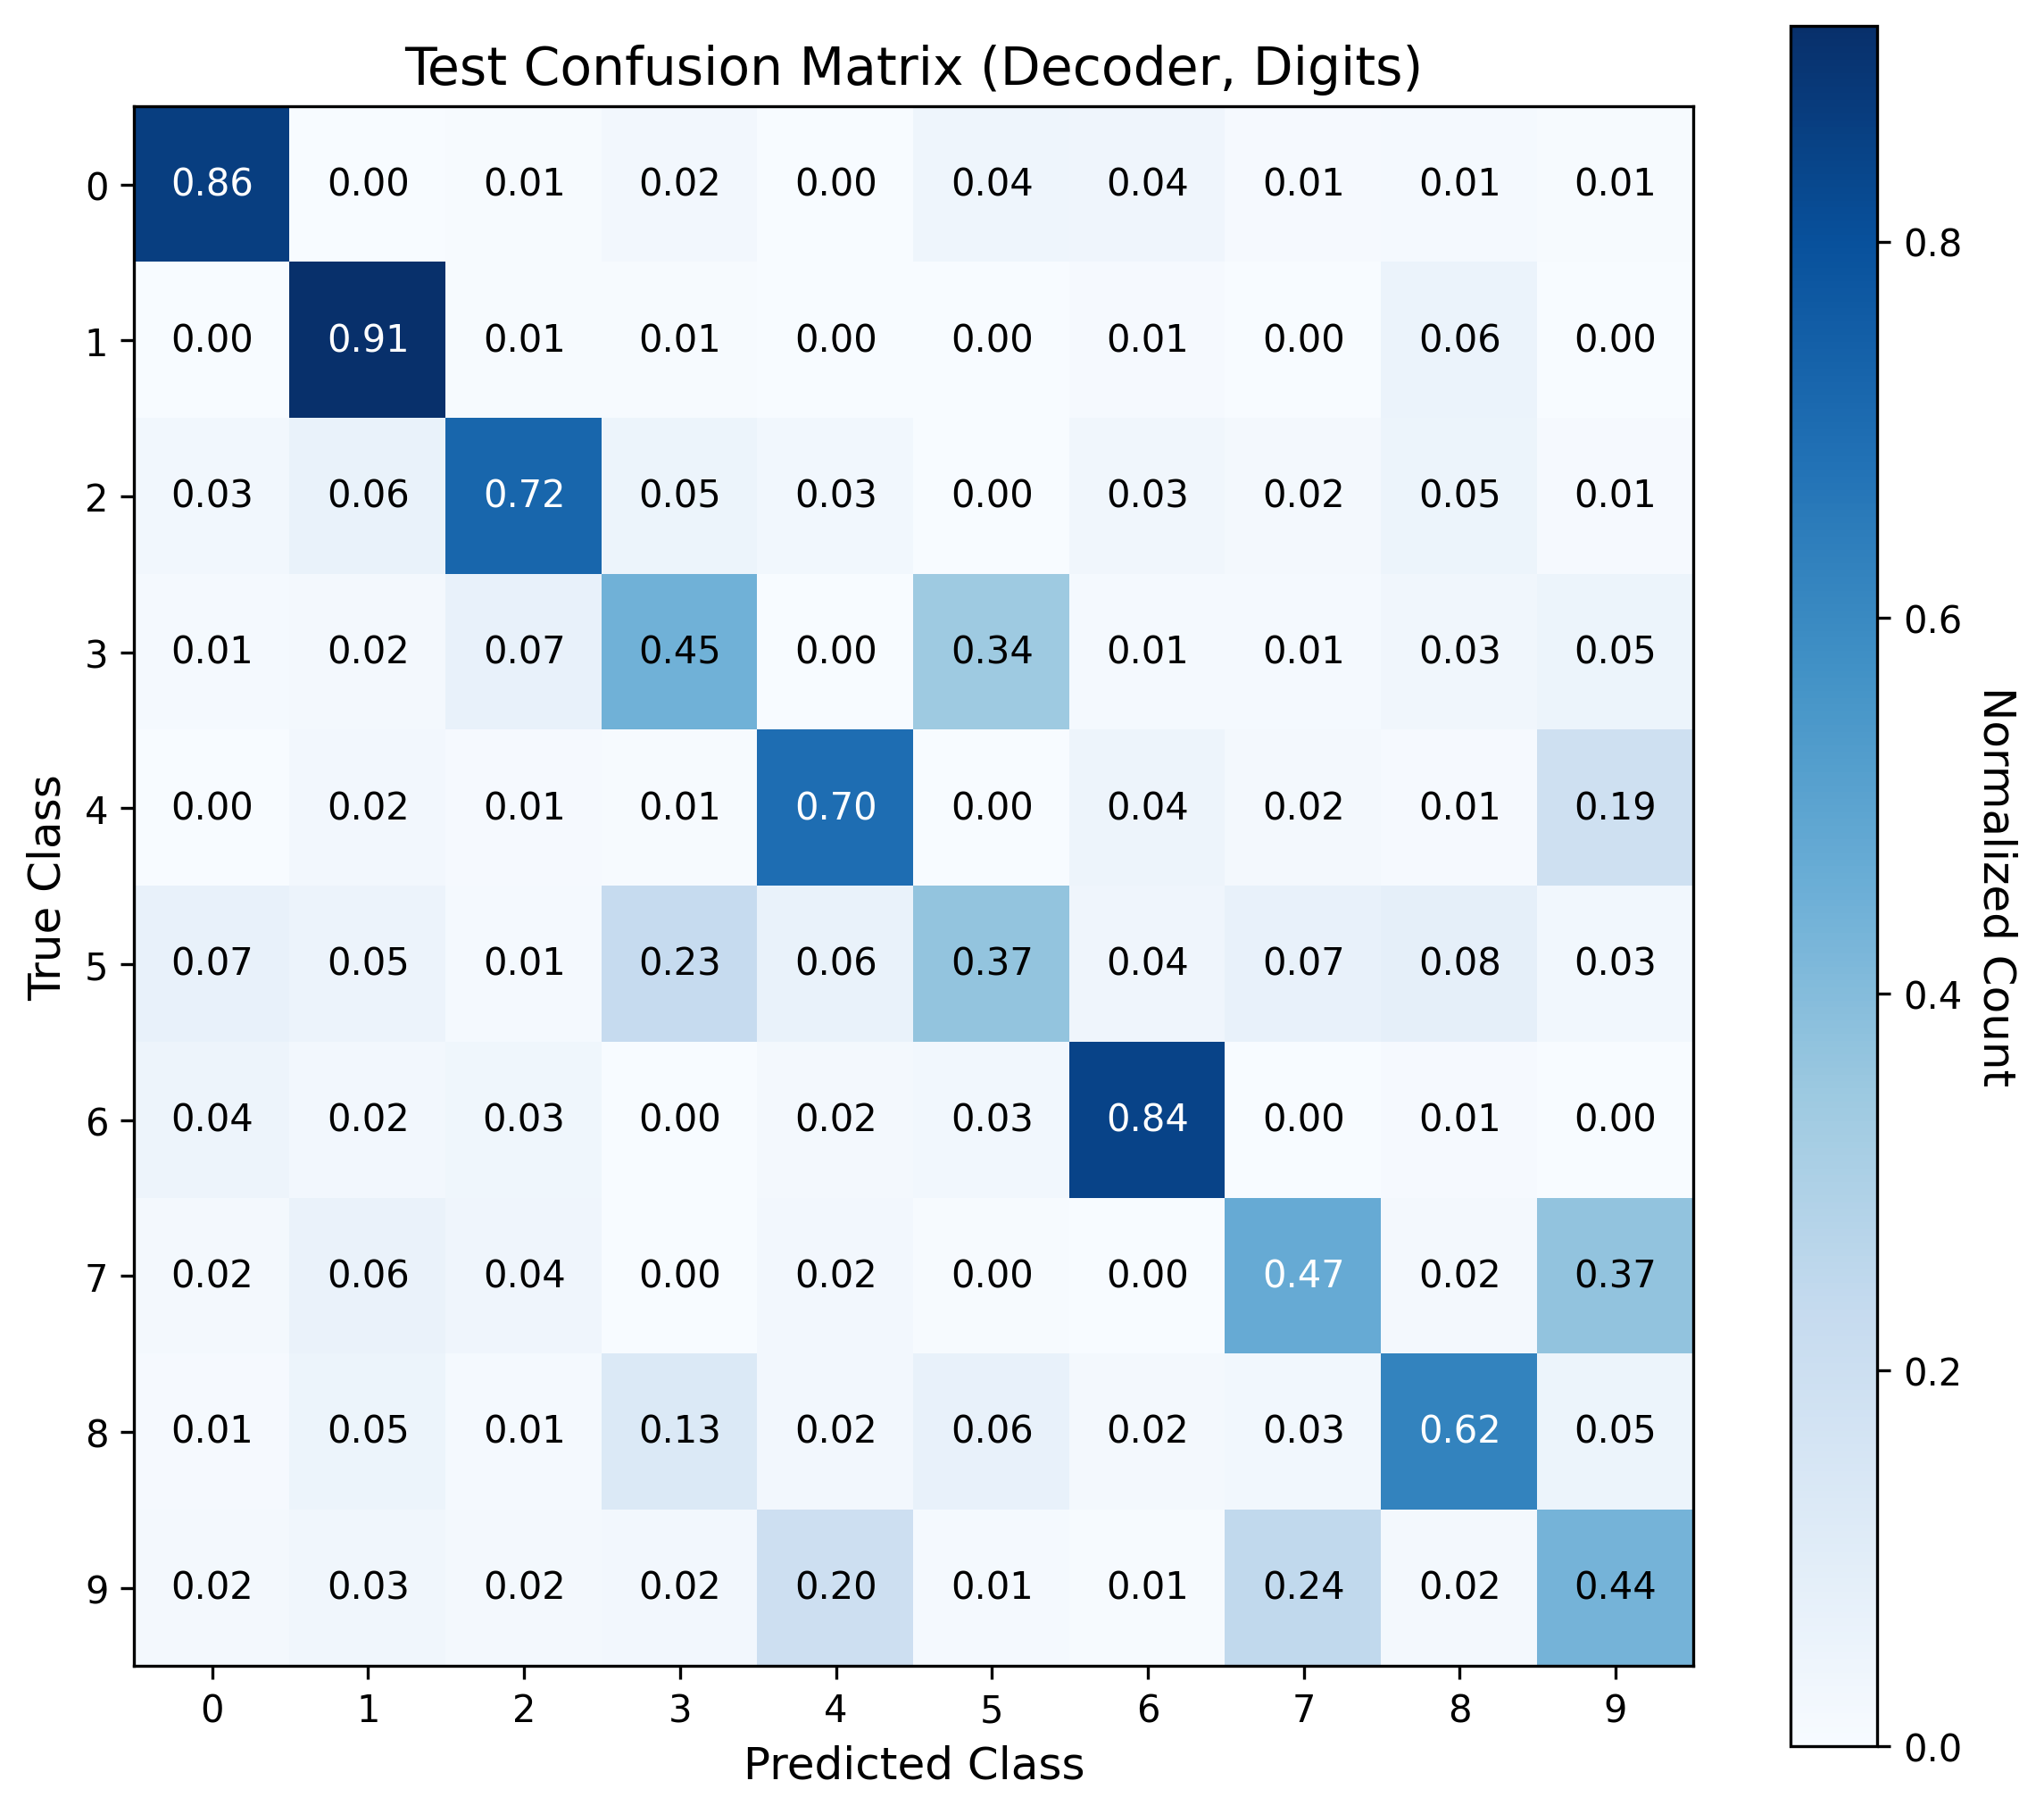 Test Confusion Matrix (Decoder, Digits)
0 0.86 0.00 0.01 0.02 0.00 0.04 0.04 0.01 0.01 0.01
1 0.00 0.91 0.01 0.01 0.00 0.00 0.01 0.00 0.06 0.00
2 0.03 0.06 0.72 0.05 0.03 0.00 0.03 0.02 0.05 0.01
3 0.01 0.02 0.07 0.45 0.00 0.34 0.01 0.01 0.03 0.05
4 0.00 0.02 0.01 0.01 0.70 0.00 0.04 0.02 0.01 0.19
5 0.07 0.05 0.01 0.23 0.06 0.37 0.04 0.07 0.08 0.03
6 0.04 0.02 0.03 0.00 0.02 0.03 0.84 0.00 0.01 0.00
7 0.02 0.06 0.04 0.00 0.02 0.00 0.00 0.47 0.02 0.37
8 0.01 0.05 0.01 0.13 0.02 0.06 0.02 0.03 0.62 0.05
9 0.02 0.03 0.02 0.02 0.20 0.01 0.01 0.24 0.02 0.44
0 1 2 3 4 5 6 7 8 9
Predicted Class
True Class
0.8
0.6
0.4
0.2
0.0
Normalized Count